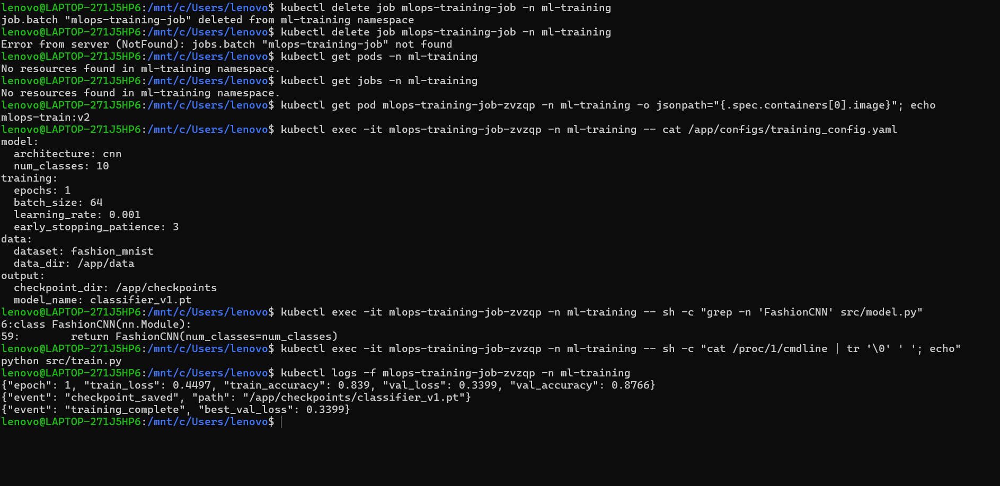 lenovo@LAPTOP-271J5HP6:/mnt/c/Users/lenovo$ kubectl delete job mlops-training-job -n ml-training
job.batch "mlops-training-job" deleted from ml-training namespace
lenovo@LAPTOP-271J5HP6:/mnt/c/Users/lenovo$ kubectl delete job mlops-training-job -n ml-training
Error from server (NotFound): jobs.batch "mlops-training-job" not found
lenovo@LAPTOP-271J5HP6:/mnt/c/Users/lenovo$ kubectl get pods -n ml-training
No resources found in ml-training namespace.
lenovo@LAPTOP-271J5HP6:/mnt/c/Users/lenovo$ kubectl get jobs -n ml-training
No resources found in ml-training namespace.
lenovo@LAPTOP-271J5HP6:/mnt/c/Users/lenovo$ kubectl get pod mlops-training-job-zvzqp -n ml-training -o jsonpath="{.spec.containers[0].image}"; echo
mlops-train:v2
lenovo@LAPTOP-271J5HP6:/mnt/c/Users/lenovo$ kubectl exec -it mlops-training-job-zvzqp -n ml-training -- cat /app/configs/training_config.yaml
model:
  architecture: cnn
  num_classes: 10
training:
  epochs: 1
  batch_size: 64
  learning_rate: 0.001
  early_stopping_patience: 3
data:
  dataset: fashion_mnist
  data_dir: /app/data
output:
  checkpoint_dir: /app/checkpoints
  model_name: classifier_v1.pt
lenovo@LAPTOP-271J5HP6:/mnt/c/Users/lenovo$ kubectl exec -it mlops-training-job-zvzqp -n ml-training -- sh -c "grep -n 'FashionCNN' src/model.py"
6:class FashionCNN(nn.Module):
59:        return FashionCNN(num_classes=num_classes)
lenovo@LAPTOP-271J5HP6:/mnt/c/Users/lenovo$ kubectl exec -it mlops-training-job-zvzqp -n ml-training -- sh -c "cat /proc/1/cmdline | tr '\0' ' '; echo"
python src/train.py
lenovo@LAPTOP-271J5HP6:/mnt/c/Users/lenovo$ kubectl logs -f mlops-training-job-zvzqp -n ml-training
{"epoch": 1, "train_loss": 0.4497, "train_accuracy": 0.839, "val_loss": 0.3399, "val_accuracy": 0.8766}
{"event": "checkpoint_saved", "path": "/app/checkpoints/classifier_v1.pt"}
{"event": "training_complete", "best_val_loss": 0.3399}
lenovo@LAPTOP-271J5HP6:/mnt/c/Users/lenovo$